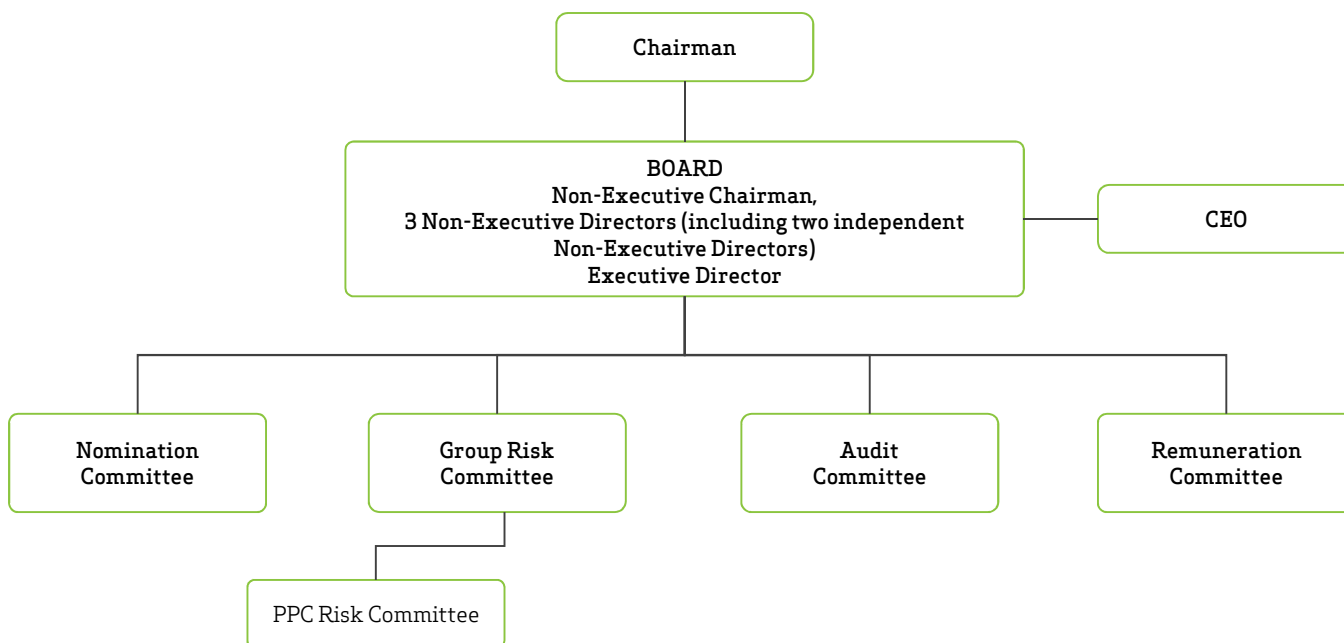 Chairman
BOARD
Non-Executive Chairman,
3 Non-Executive Directors (including two independent
Non-Executive Directors)
Executive Director
CEO
Nomination
Committee
Group Risk
Committee
Audit
Committee
Remuneration
Committee
PPC Risk Committee